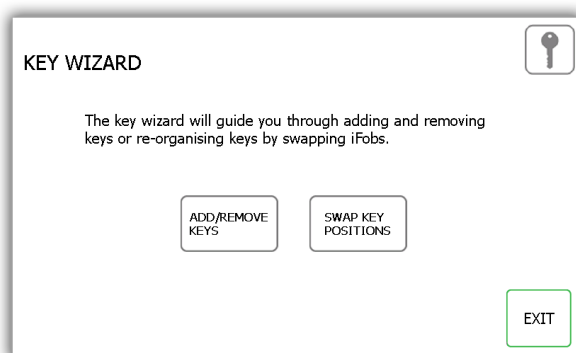 KEY WIZARD
The key wizard will guide you through adding and removing
keys or re-organising keys by swapping iFobs.
ADD/REMOVE
KEYS
SWAP KEY
POSITIONS
EXIT